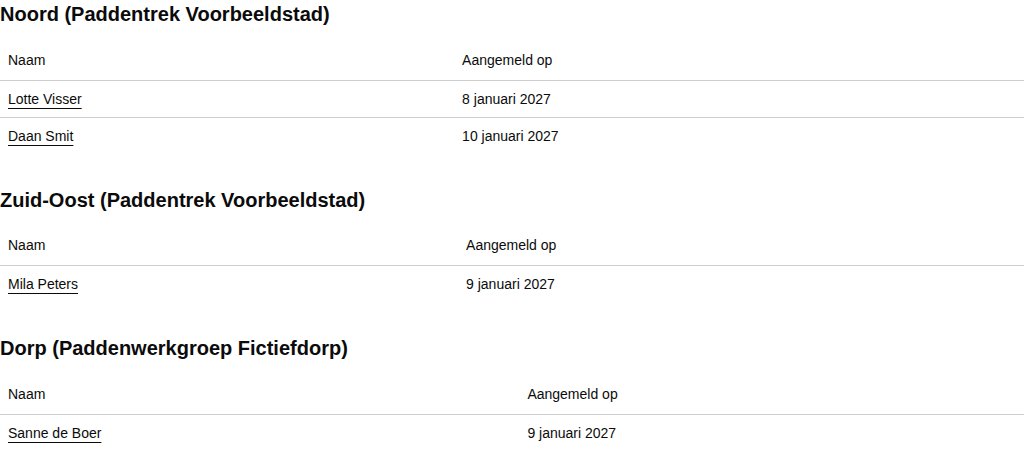 Noord (Paddentrek Voorbeeldstad)
Naam Aangemeld op
Lotte Visser 8 januari 2027
Daan Smit 10 januari 2027
Zuid-Oost (Paddentrek Voorbeeldstad)
Naam Aangemeld op
Mila Peters 9 januari 2027
Dorp (Paddenwerkgroep Fictiefdorp)
Naam Aangemeld op
Sanne de Boer 9 januari 2027